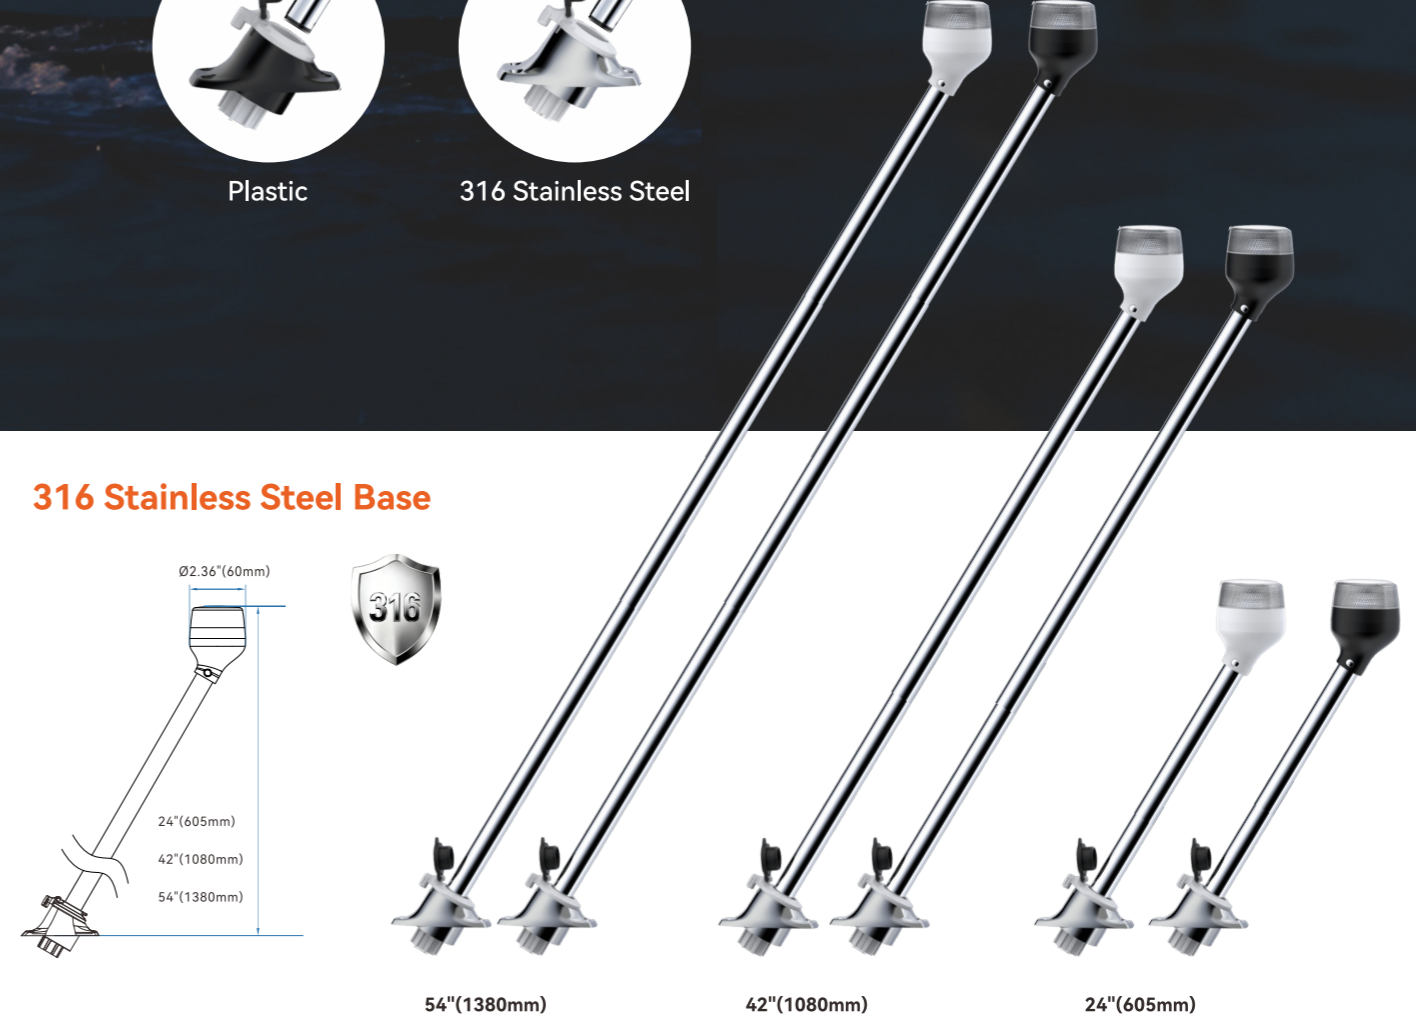 Plastic
316 Stainless Steel
316 Stainless Steel Base
Ø2.36"(60mm)
316
24"(605mm)
42"(1080mm)
54"(1380mm)
54"(1380mm)
42"(1080mm)
24"(605mm)